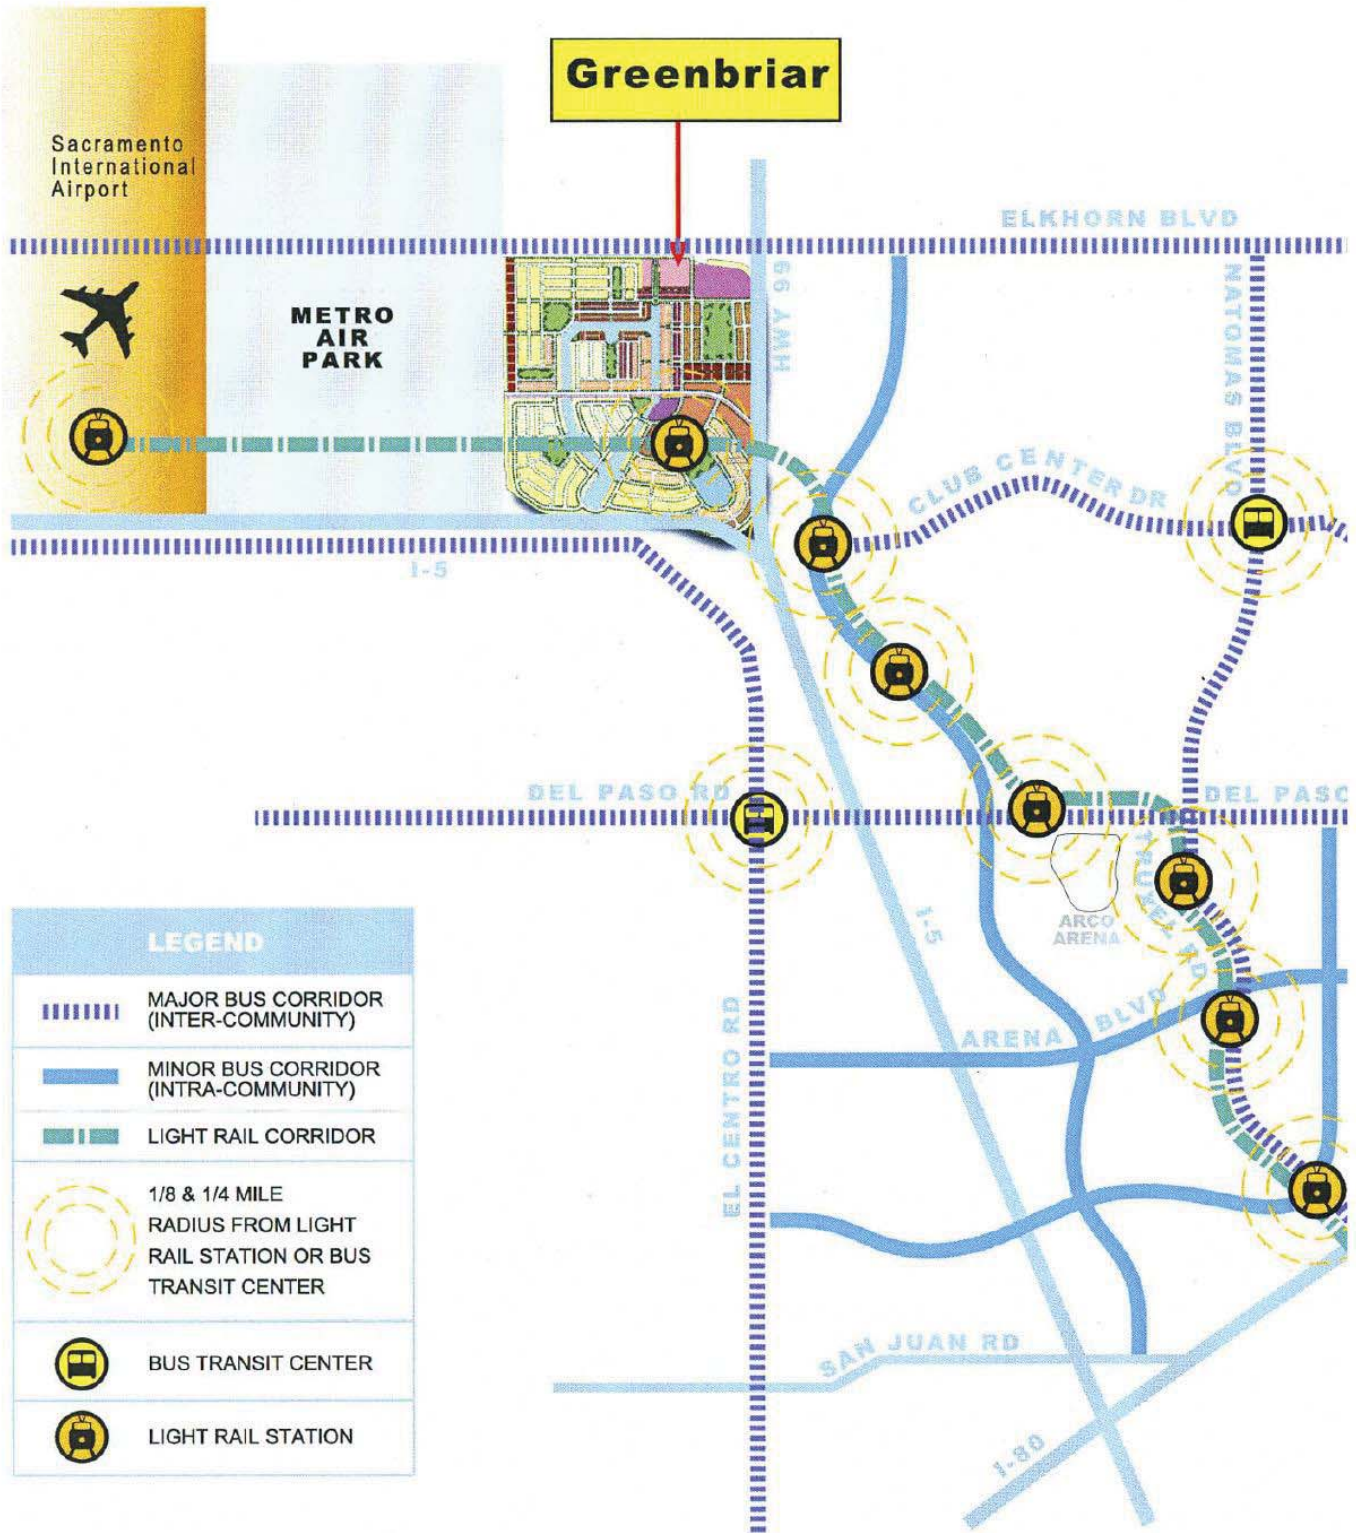 Greenbriar
Sacramento
International
Airport
ELKHORN BLVD
HWY 99
NATOMAS BLVD
METRO
AIR
PARK
CLUB CENTER DR
I-5
DEL PASO RD
DEL PASO
TRUXEL RD
ARCO
ARENA
I-5
LEGEND
MAJOR BUS CORRIDOR
(INTER-COMMUNITY)
MINOR BUS CORRIDOR
(INTRA-COMMUNITY)
LIGHT RAIL CORRIDOR
1/8 & 1/4 MILE
RADIUS FROM LIGHT
RAIL STATION OR BUS
TRANSIT CENTER
BUS TRANSIT CENTER
LIGHT RAIL STATION
ARENA BLVD
EL CENTRO RD
SAN JUAN RD
I-80